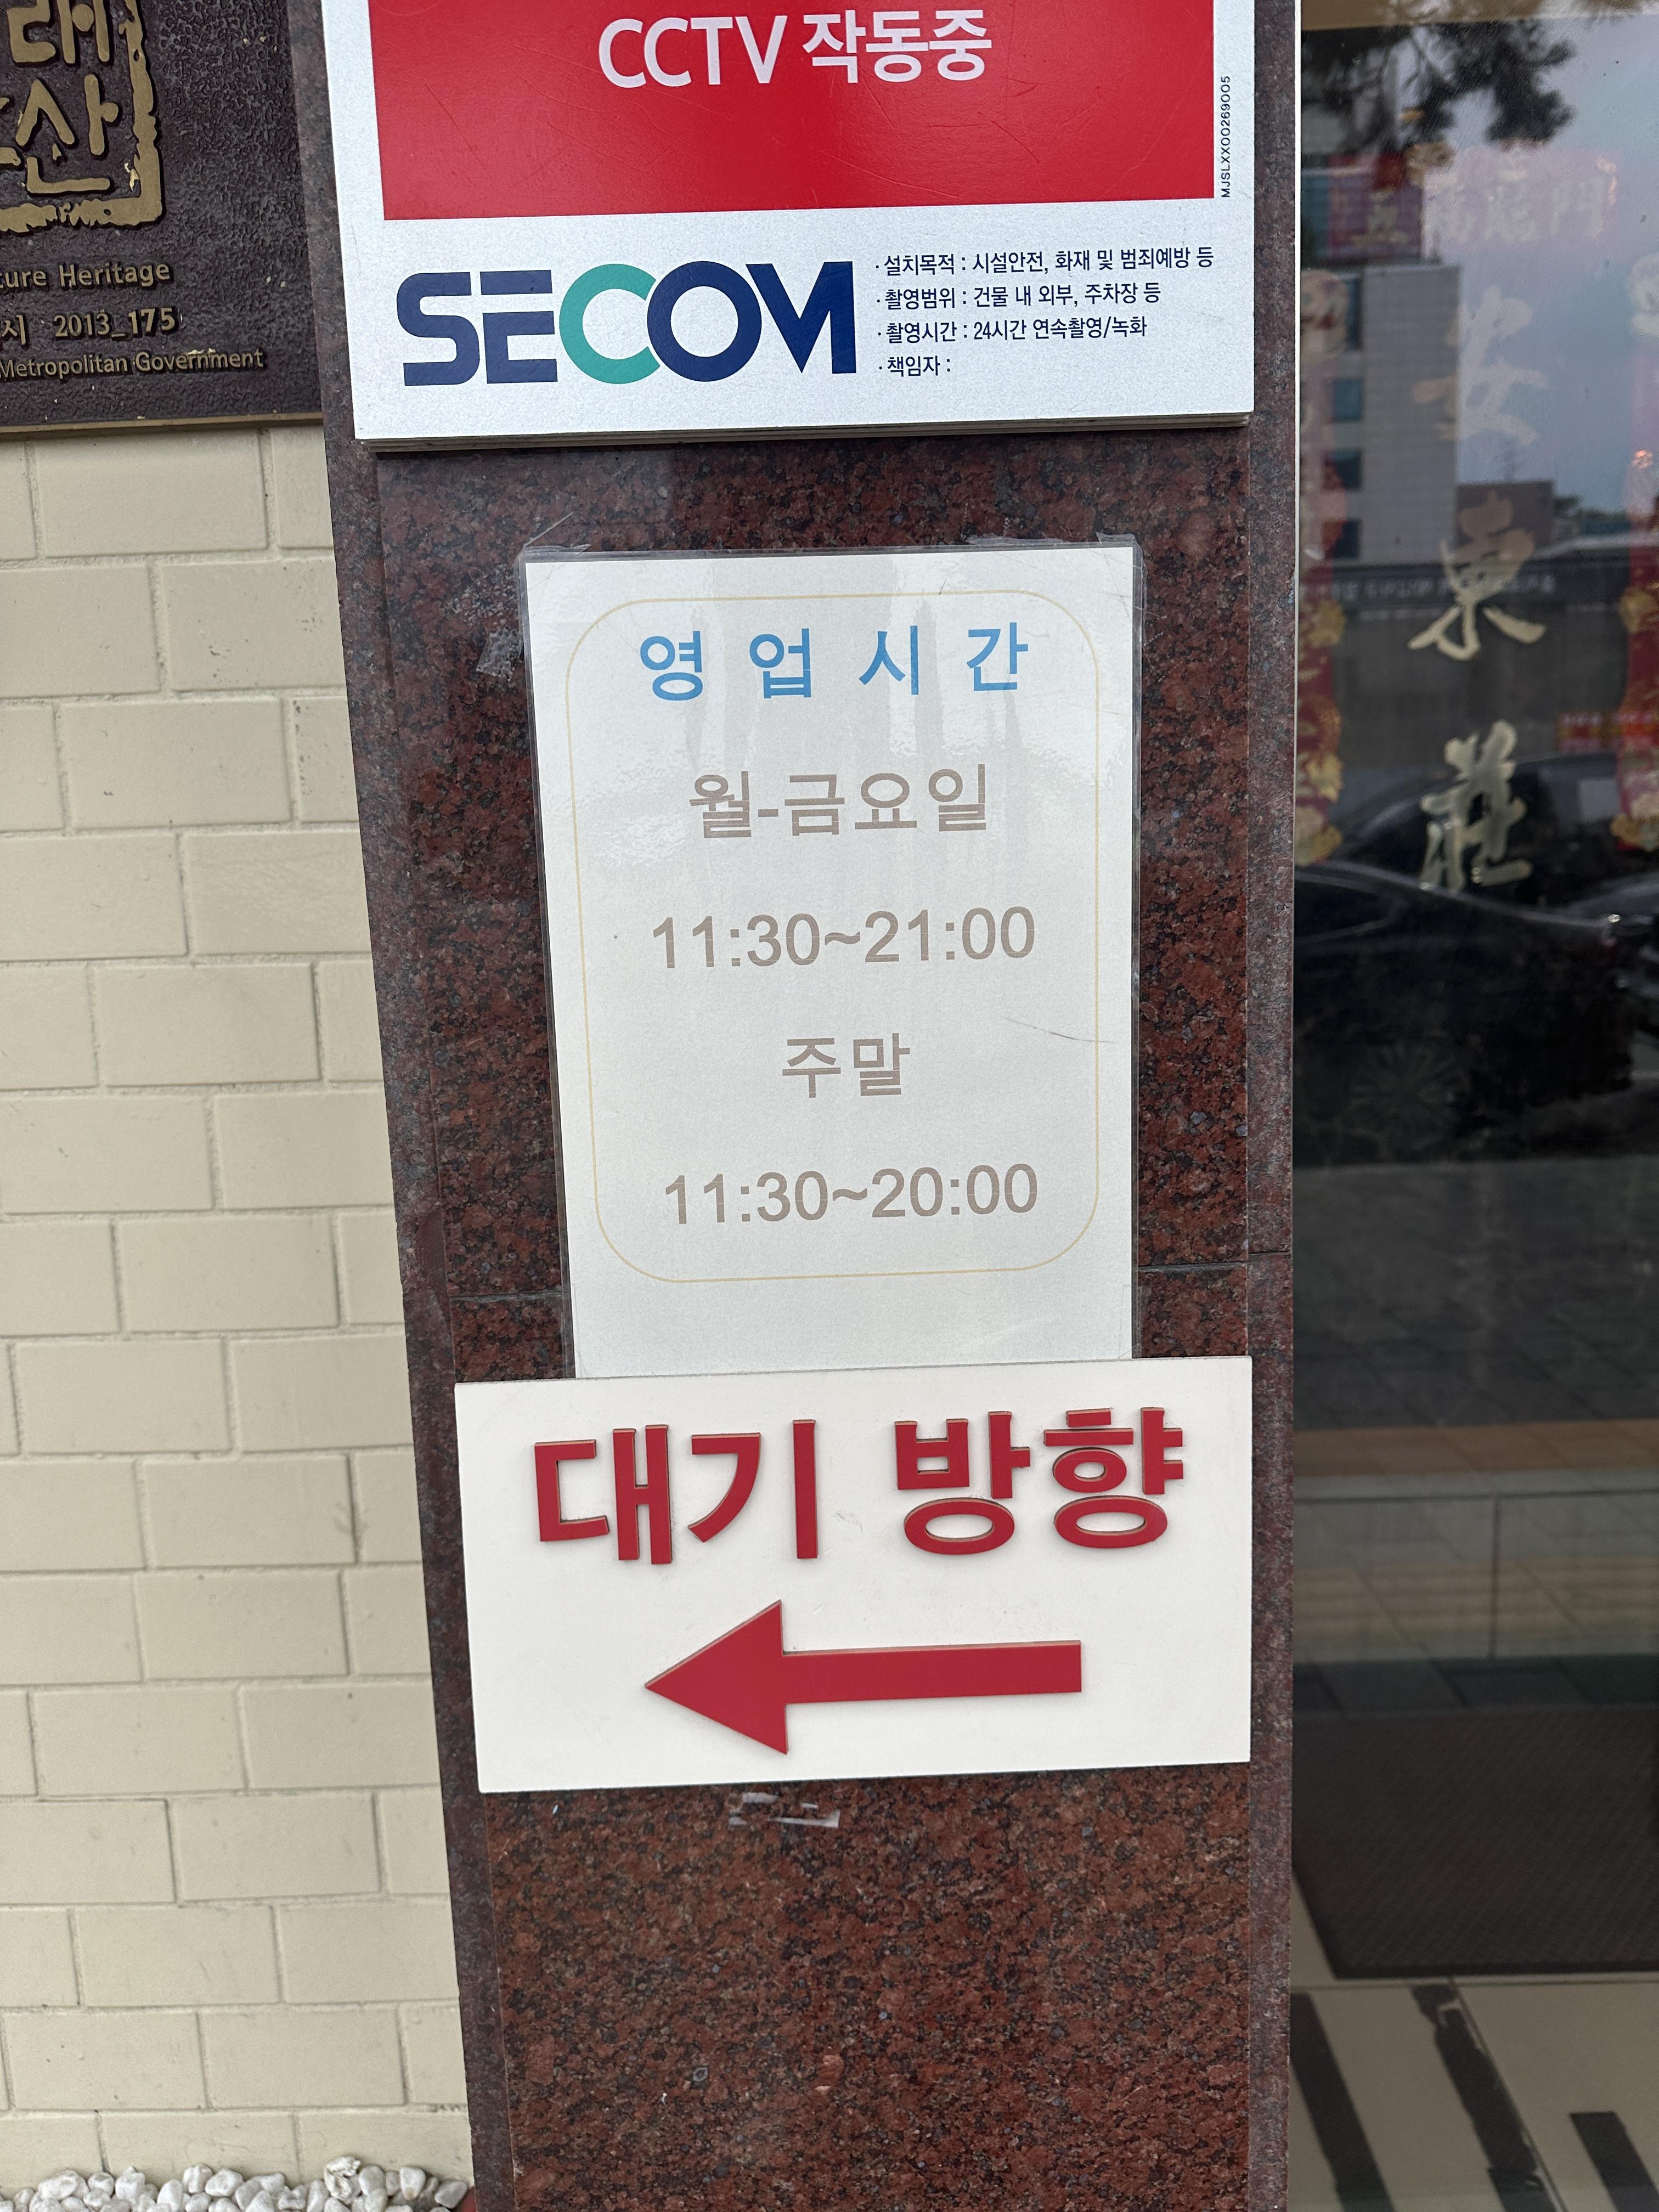 산
ture Heritage
시 2013_175
Metropolitan Government
CCTV 작동중
MJSLXXOO269005
SECOM
· 설치목적 : 시설안전, 화재 및 범죄예방 등
· 촬영범위 : 건물 내 외부, 주차장 등
· 촬영시간 : 24시간 연속촬영/녹화
· 책임자 :
영업시간
월-금요일
11:30~21:00
주말
11:30~20:00
대기 방향